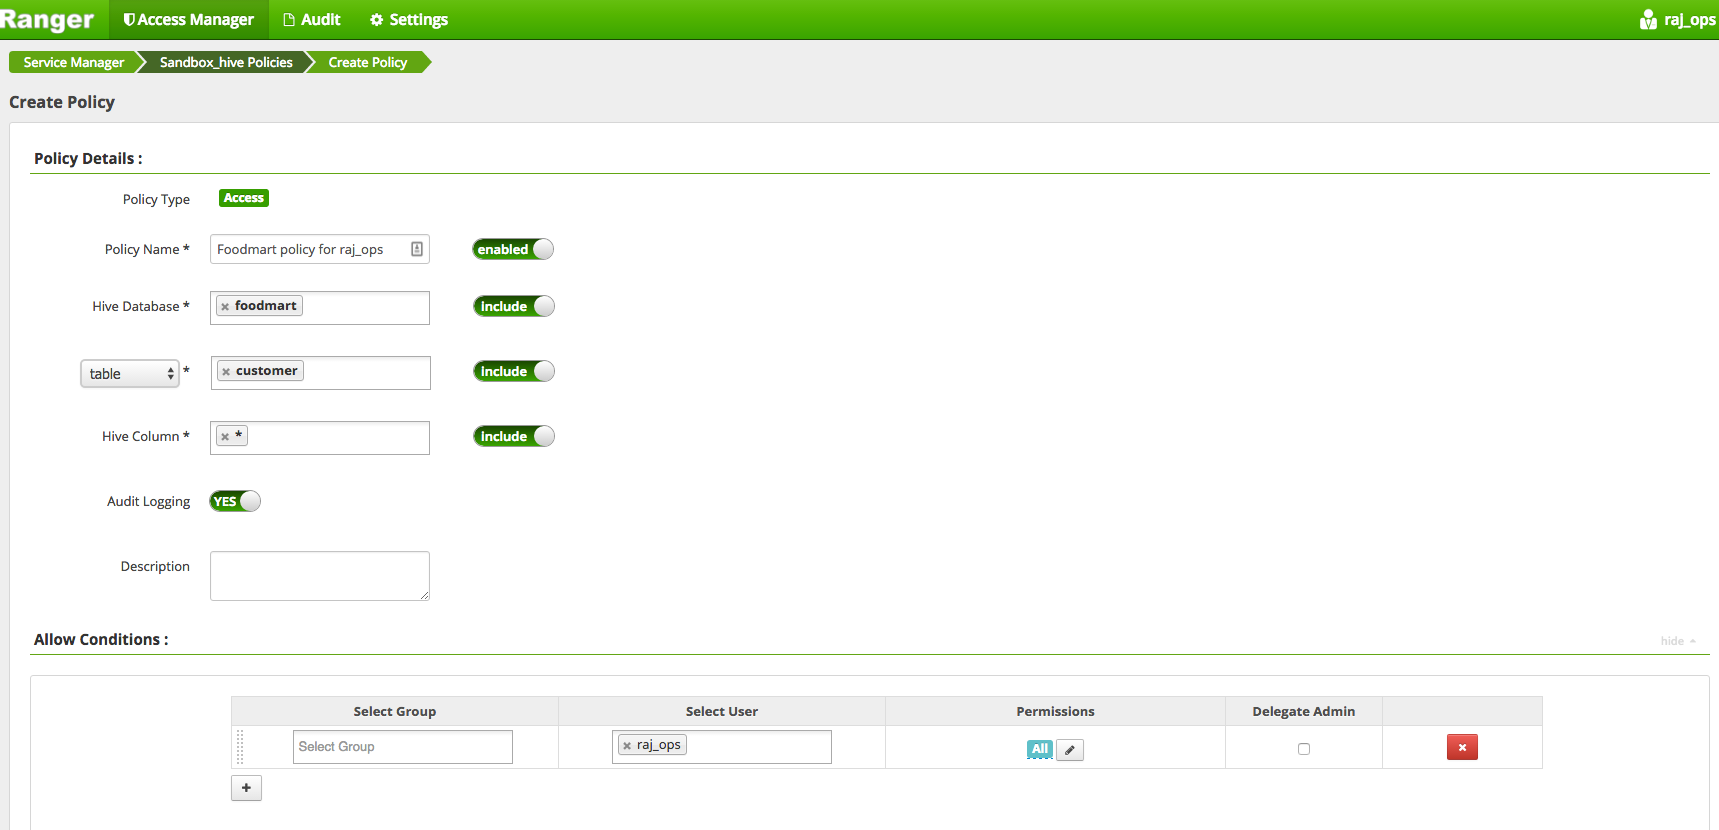 Ranger Access Manager Audit Settings raj_ops
Service Manager Sandbox_hive Policies Create Policy
Create Policy
Policy Details :
Policy Type Access
Policy Name * Foodmart policy for raj_ops enabled
Hive Database * × foodmart include
table * × customer include
Hive Column * × * include
Audit Logging YES
Description
Allow Conditions : hide
Select Group Select User Permissions Delegate Admin
Select Group × raj_ops All ×
+